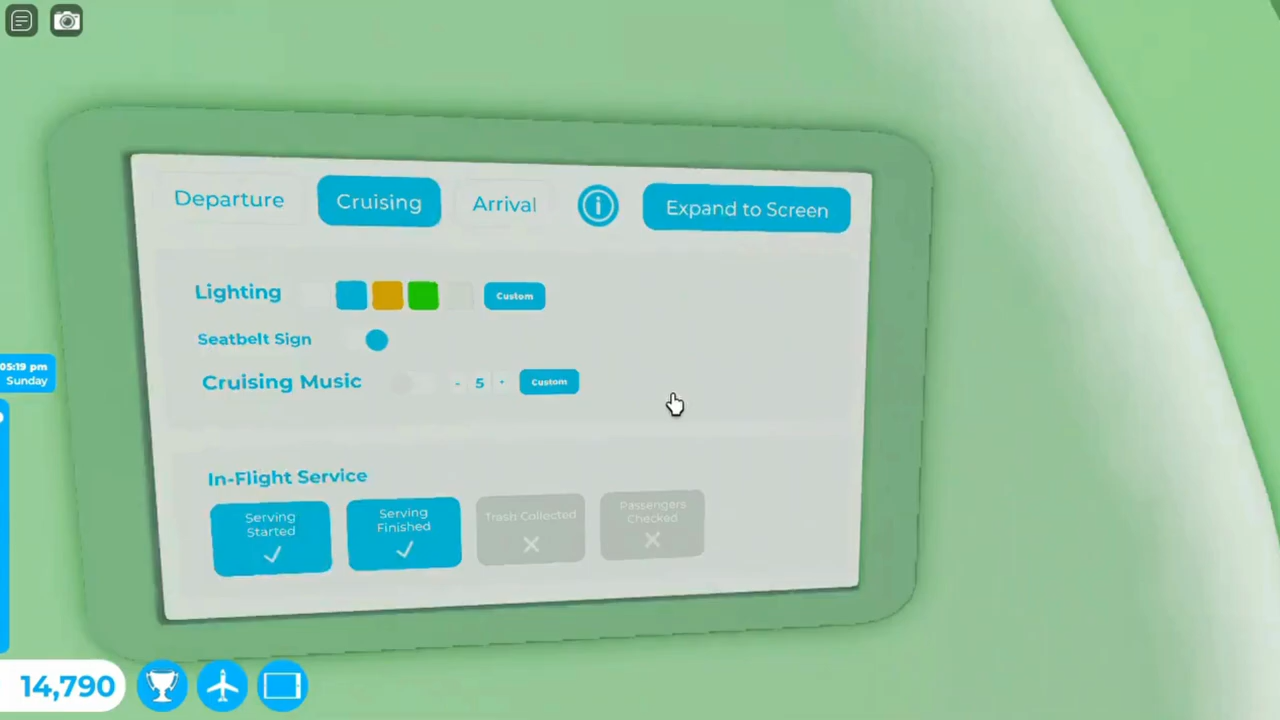 Departure
Cruising
Arrival
Expand to Screen
Lighting
Custom
Seatbelt Sign
Cruising Music
- 5
Custom
05:19 pm
Sunday
In-Flight Service
Serving
Started
Serving
Finished
Trash Collected
Passengers
Checked
14,790